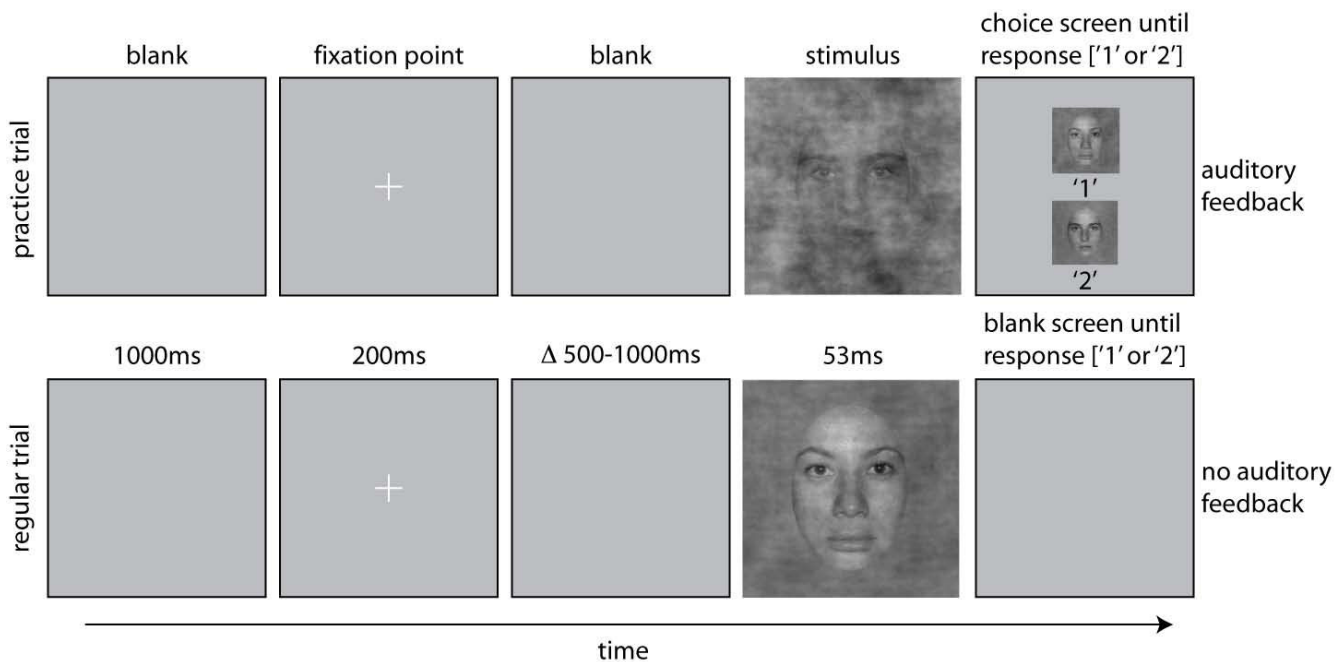 blank
fixation point
blank
stimulus
choice screen until
response ['1' or ‘2’]
practice trial
‘1’
‘2’
auditory
feedback
1000ms
200ms
Δ 500-1000ms
53ms
blank screen until
response ['1' or ‘2’]
regular trial
no auditory
feedback
time